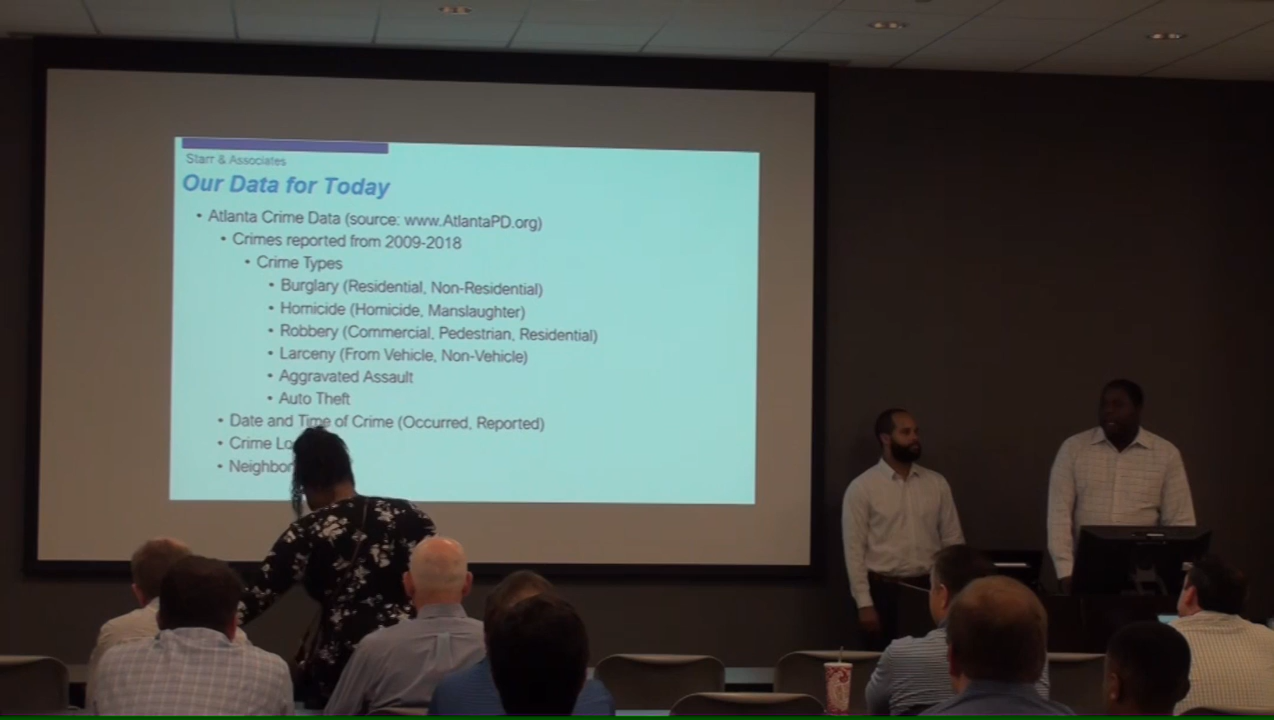 Starr & Associates
Our Data for Today
• Atlanta Crime Data (source: www.AtlantaPD.org)
• Crimes reported from 2009-2018
• Crime Types
• Burglary (Residential, Non-Residential)
• Homicide (Homicide, Manslaughter)
• Robbery (Commercial, Pedestrian, Residential)
• Larceny (From Vehicle, Non-Vehicle)
• Aggravated Assault
• Auto Theft
• Date and Time of Crime (Occurred, Reported)
• Crime
•